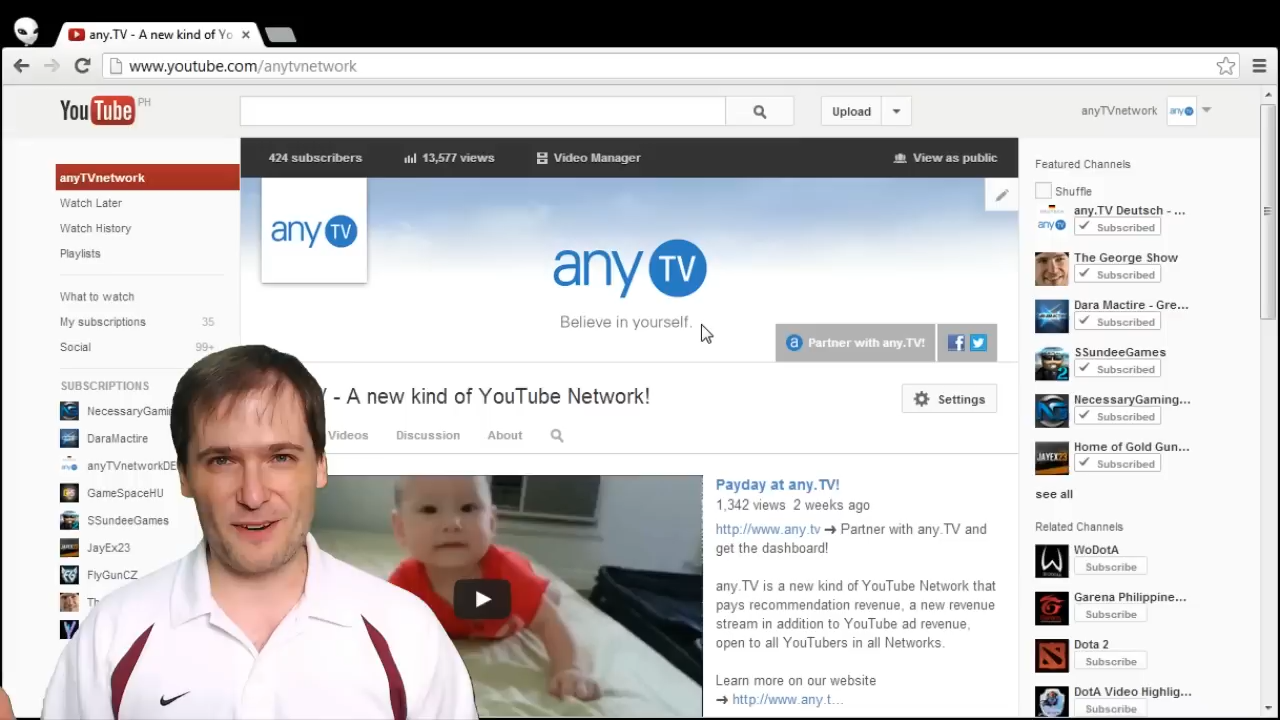 any.TV - A new kind of Yo
www.youtube.com/anytvnetwork
YouTube PH
Upload
anyTVnetwork
anyTV
424 subscribers
13,577 views
Video Manager
View as public
anyTVnetwork
Watch Later
Watch History
Playlists
What to watch
My subscriptions 35
Social 99+
SUBSCRIPTIONS
NecessaryGamin
DaraMactire
anyTVnetworkDE
GameSpaceHU
SSundeeGames
JayEx23
FlyGunCZ
Th
any TV
any TV
Believe in yourself.
a Partner with any.TV!
V - A new kind of YouTube Network!
Settings
Videos
Discussion
About
Payday at any.TV!
1,342 views 2 weeks ago
http://www.any.tv ➔ Partner with any.TV and
get the dashboard!
any.TV is a new kind of YouTube Network that
pays recommendation revenue, a new revenue
stream in addition to YouTube ad revenue,
open to all YouTubers in all Networks.
Learn more on our website
➔ http://www.any.t...
Featured Channels
Shuffle
any.TV Deutsch - ...
Subscribed
The George Show
Subscribed
Dara Mactire - Gre...
Subscribed
SSundeeGames
Subscribed
NecessaryGaming...
Subscribed
Home of Gold Gun...
JAYEX23
Subscribed
see all
Related Channels
WoDotA
Subscribe
Garena Philippine...
Subscribe
Dota 2
Subscribe
DotA Video Highlig...
Subscribe